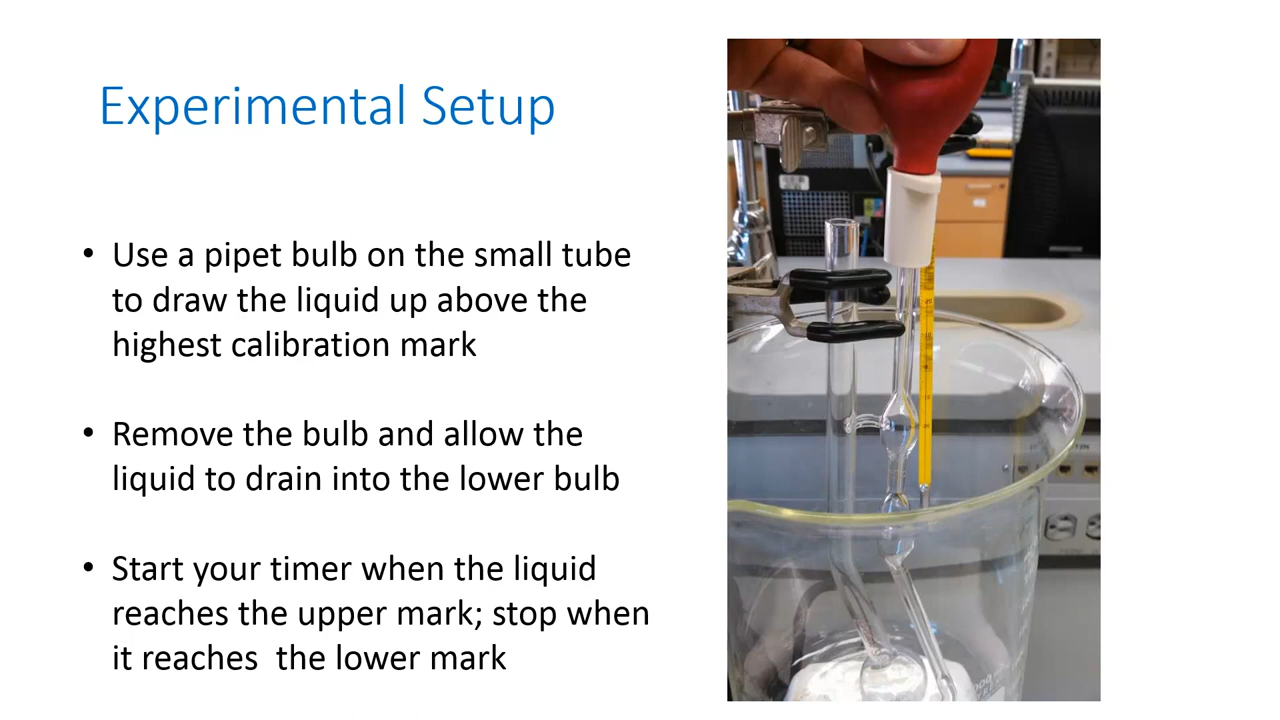 Experimental Setup
• Use a pipet bulb on the small tube
to draw the liquid up above the
highest calibration mark
• Remove the bulb and allow the
liquid to drain into the lower bulb
• Start your timer when the liquid
reaches the upper mark; stop when
it reaches  the lower mark